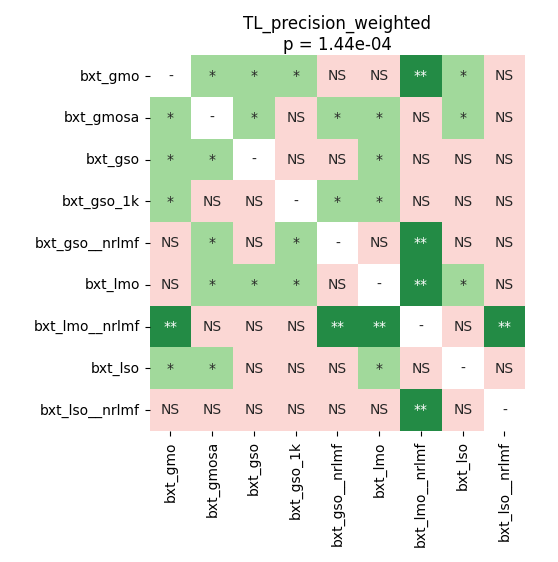 TL_precision_weighted
p = 1.44e-04
bxt_gmo - * * * NS NS ** * NS
bxt_gmosa * - * NS * * NS * NS
bxt_gso * * - NS NS * NS NS NS
bxt_gso_1k * NS NS - * * NS NS NS
bxt_gso__nrlmf NS * NS * - NS ** NS NS
bxt_lmo NS * * * NS - ** * NS
bxt_lmo__nrlmf ** NS NS NS ** ** - NS **
bxt_lso * * NS NS NS * NS - NS
bxt_lso__nrlmf NS NS NS NS NS NS ** NS -
bxt_gmo
bxt_gmosa
bxt_gso
bxt_gso_1k
bxt_gso__nrlmf
bxt_lmo
bxt_lmo__nrlmf
bxt_lso
bxt_lso__nrlmf